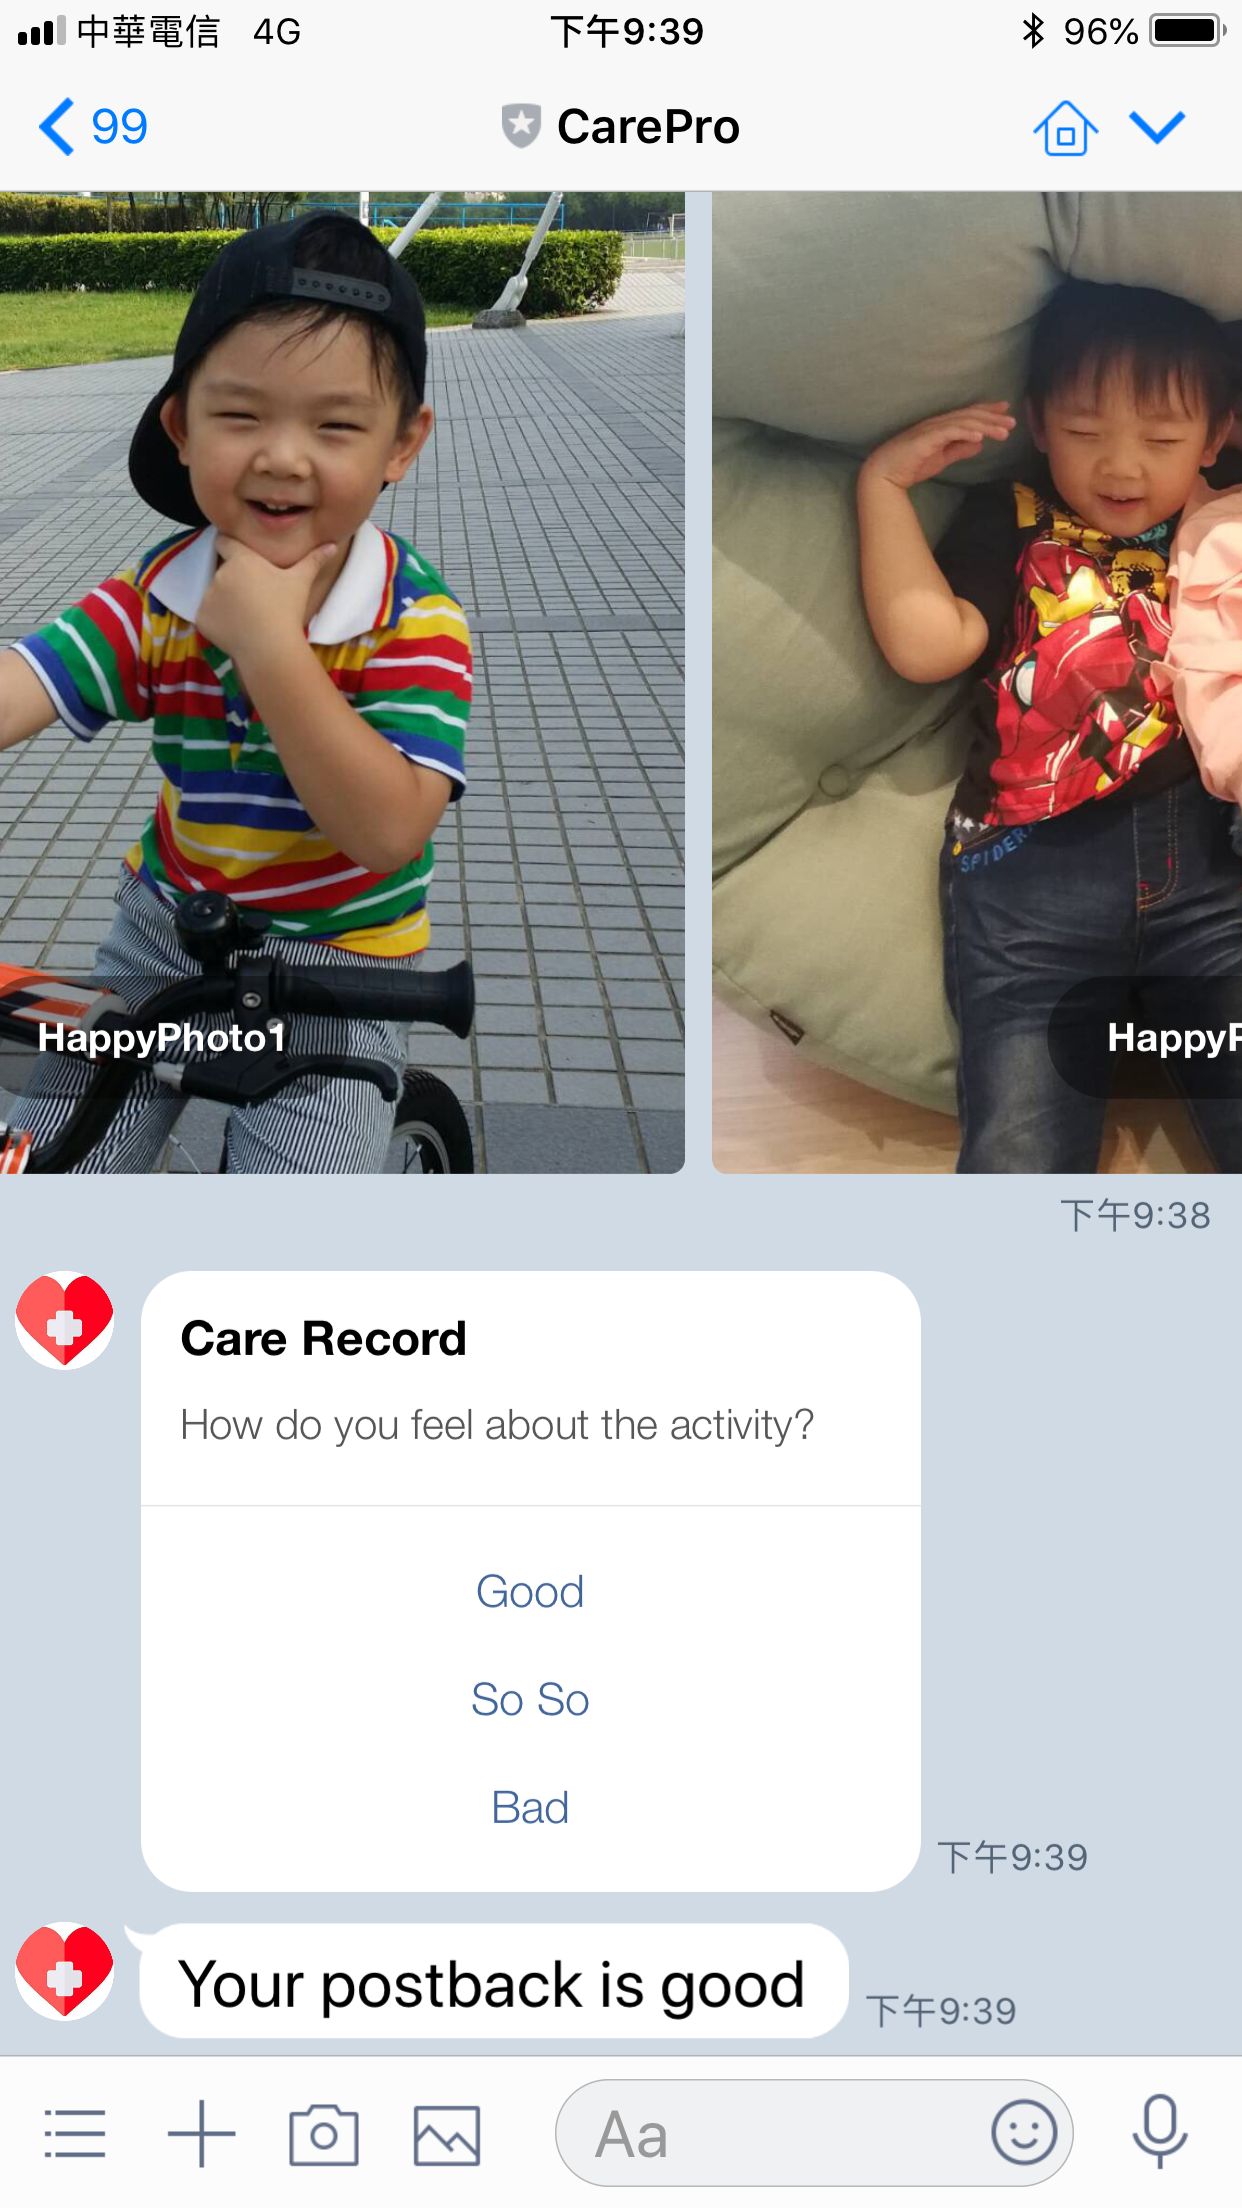 中華電信 4G 下午9:39 96%
99 CarePro
SPIDER
HappyPhoto1
HappyP
下午9:38
Care Record
How do you feel about the activity?
Good
So So
Bad
下午9:39
Your postback is good
下午9:39
Aa